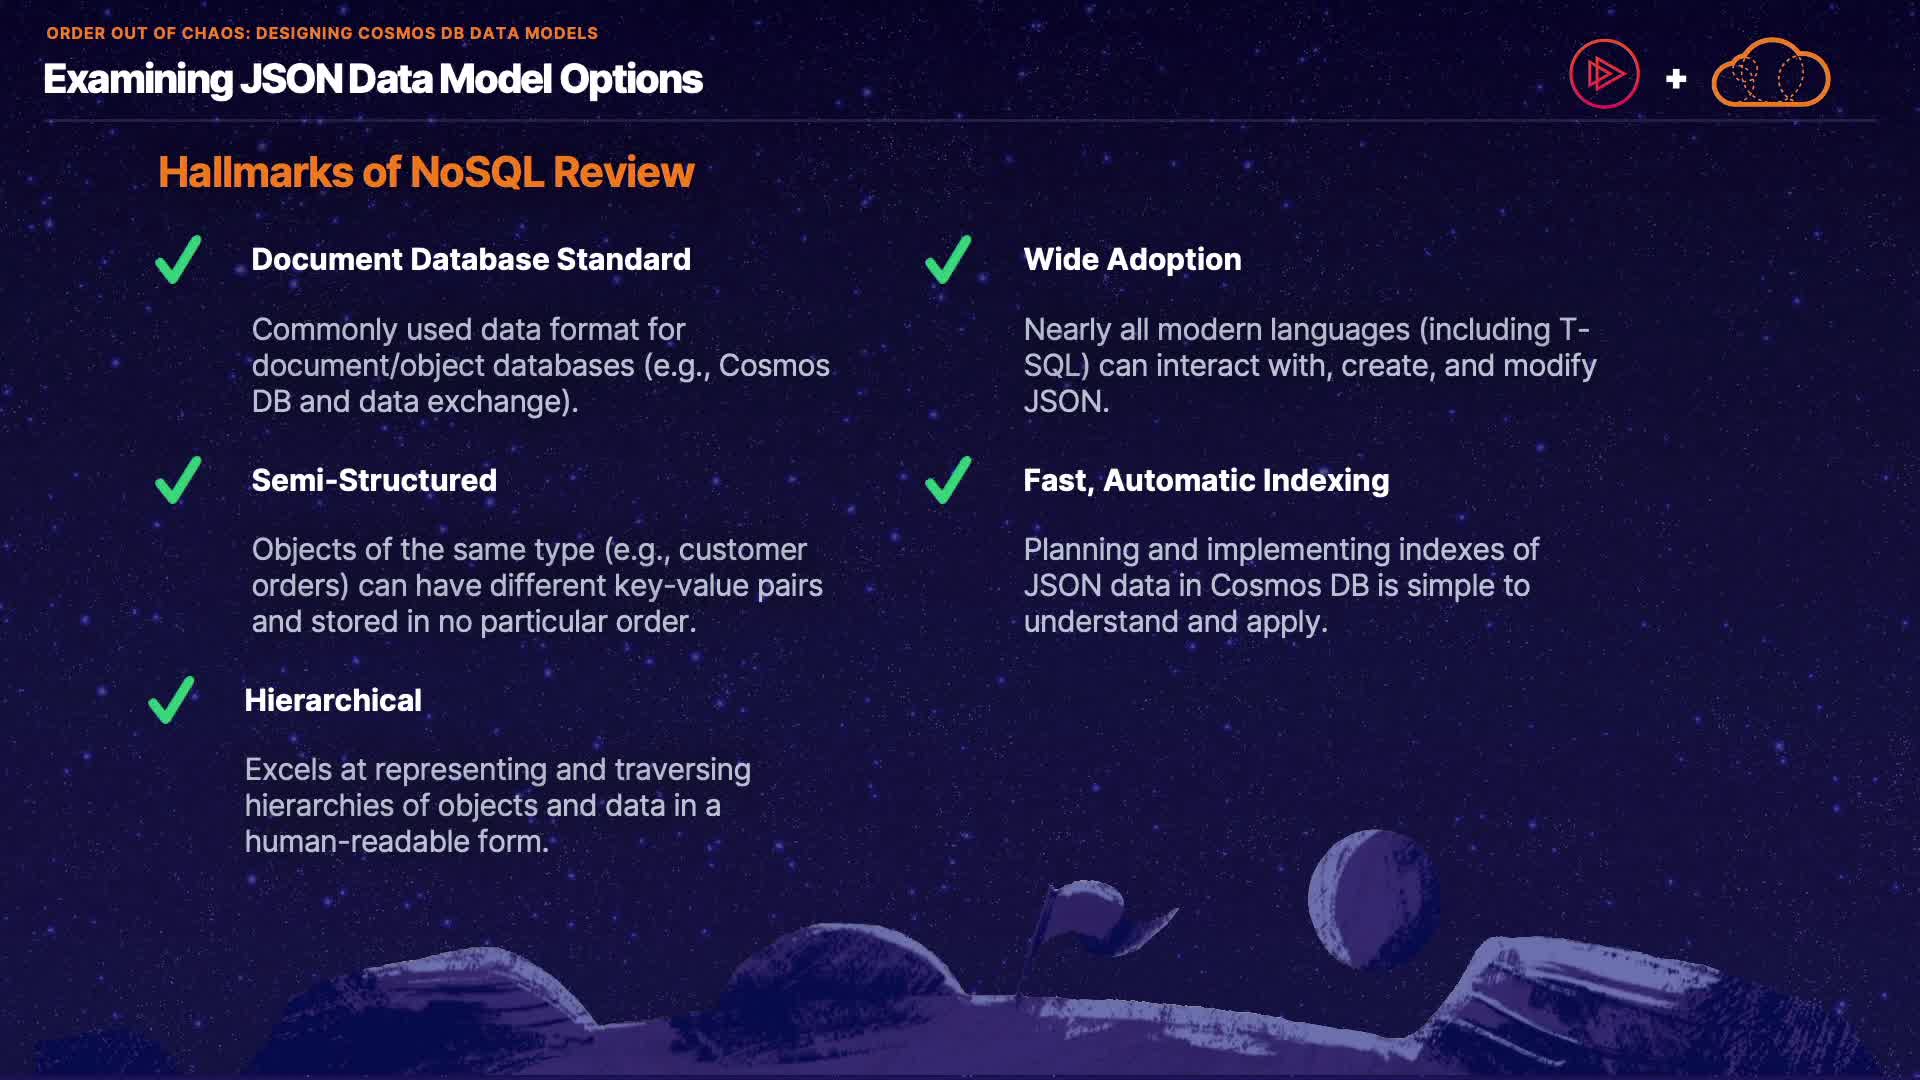 ORDER OUT OF CHAOS: DESIGNING COSMOS DB DATA MODELS
Examining JSON Data Model Options
Hallmarks of NoSQL Review
Document Database Standard
Commonly used data format for
document/object databases (e.g., Cosmos
DB and data exchange).
Semi-Structured
Objects of the same type (e.g., customer
orders) can have different key-value pairs
and stored in no particular order.
Hierarchical
Excels at representing and traversing
hierarchies of objects and data in a
human-readable form.
Wide Adoption
Nearly all modern languages (including T-
SQL) can interact with, create, and modify
JSON.
Fast, Automatic Indexing
Planning and implementing indexes of
JSON data in Cosmos DB is simple to
understand and apply.